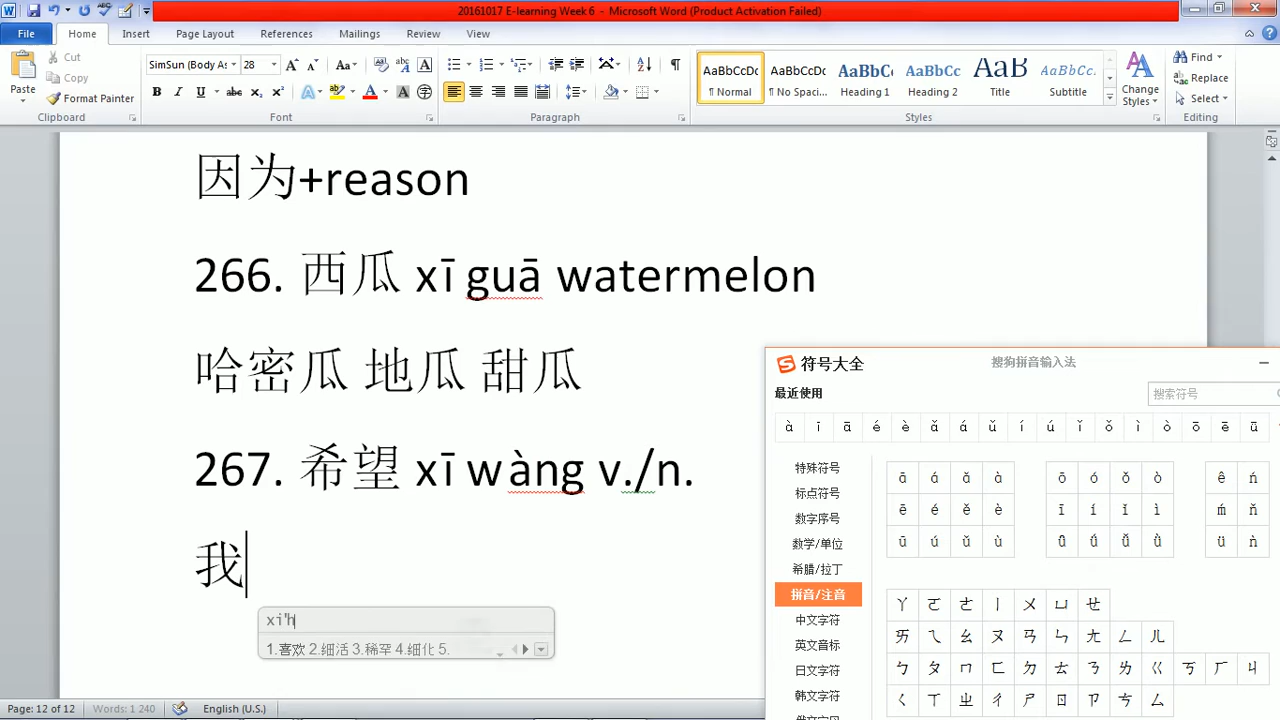 20161017 E-learning Week 6 - Microsoft Word (Product Activation Failed)
File Home Insert Page Layout References Mailings Review View
Paste
Cut
Copy
Format Painter
Clipboard
SimSun (Body As 28
Font
Paragraph
AaBbCcDc AaBbCcDc AaBbC AaBbCc AaB AaBbCc.
¶ Normal ¶ No Spaci... Heading 1 Heading 2 Title Subtitle
Change Styles
Styles
Find
Replace
Select
Editing
因为+reason
266. 西瓜 xī guā watermelon
哈密瓜 地瓜 甜瓜
267. 希望 xī wàng v./n.
我
xi'h
1.喜欢 2.细活 3.稀罕 4.细化 5.
符号大全 搜狗拼音输入法
最近使用 搜索符号
à ī ā é è ǎ á ǔ í ú ǐ ǒ ì ò ō ē ū
特殊符号
标点符号
数字序号
数学/单位
希腊/拉丁
拼音/注音
中文符号
英文音标
日文字符
韩文字符
ā á ǎ à ō ó ǒ ò ê ń
ē é ě è ī í ǐ ì ḿ ň
ū ú ǔ ù ǖ ǘ ǚ ǜ ü ǹ
ㄚ ㄛ ㄜ ㄧ ㄨ ㄩ ㄝ
ㄞ ㄟ ㄠ ㄡ ㄢ ㄣ ㄤ ㄥ ㄦ
ㄅ ㄆ ㄇ ㄈ ㄉ ㄊ ㄋ ㄌ ㄍ ㄎ ㄏ ㄐ
ㄑ ㄒ ㄓ ㄔ ㄕ ㄖ ㄗ ㄘ ㄙ
Page: 12 of 12 Words: 1 240 English (U.S.)